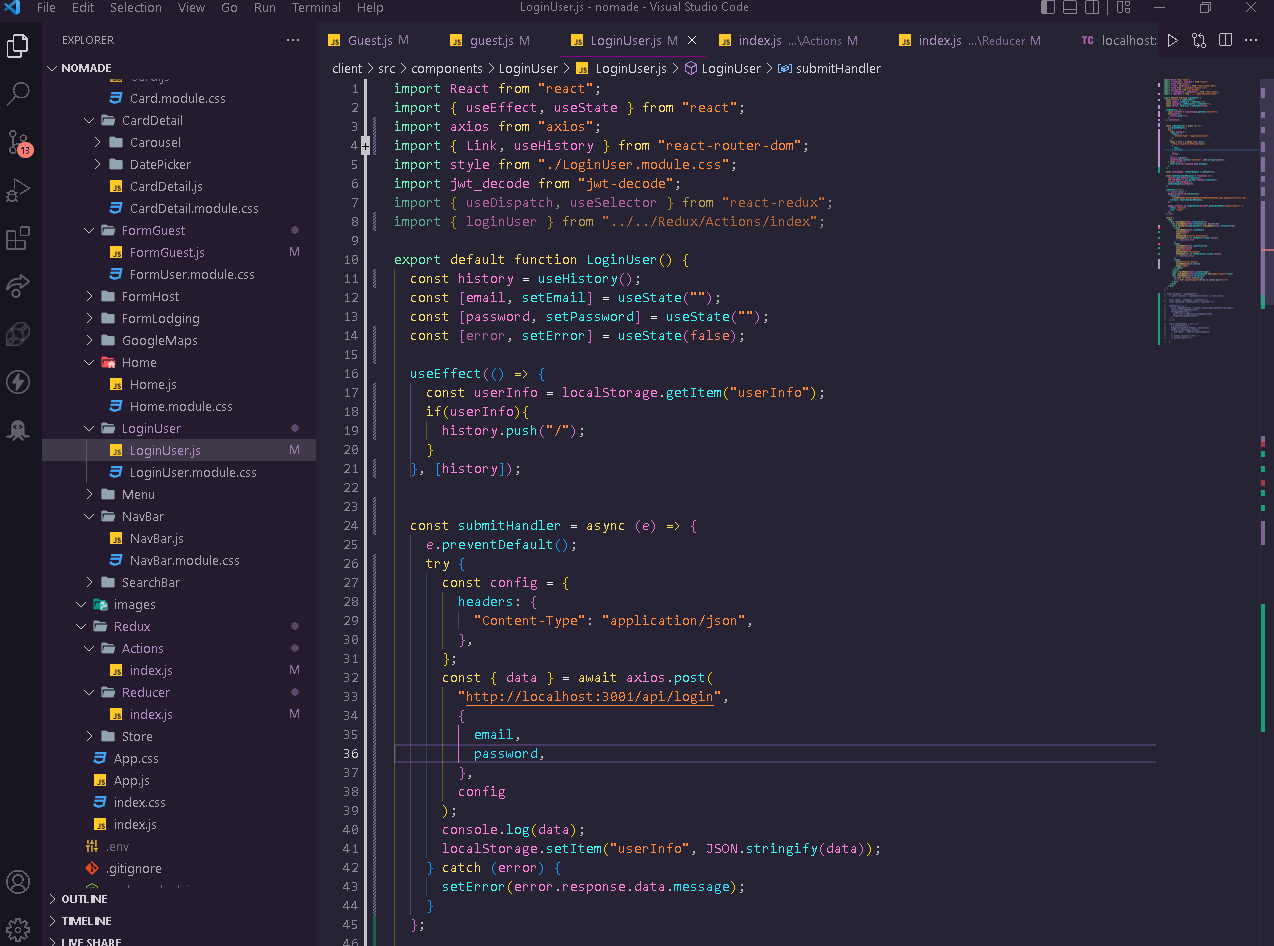 File Edit Selection View Go Run Terminal Help
LoginUser.js - nomade - Visual Studio Code
EXPLORER
NOMADE
Card.module.css
CardDetail
Carousel
DatePicker
CardDetail.js
CardDetail.module.css
FormGuest
FormGuest.js M
FormUser.module.css
FormHost
FormLodging
GoogleMaps
Home
Home.js
Home.module.css
LoginUser
LoginUser.js M
LoginUser.module.css
Menu
NavBar
NavBar.js
NavBar.module.css
SearchBar
images
Redux
Actions
index.js M
Reducer
index.js M
Store
App.css
App.js
index.css
index.js
.env
.gitignore
OUTLINE
TIMELINE
LIVE SHARE
13
Guest.js M guest.js M LoginUser.js M index.js ...\Actions M index.js ...\Reducer M TC localhost:
client > src > components > LoginUser > LoginUser.js > LoginUser > submitHandler
1 import React from "react";
2 import { useEffect, useState } from "react";
3 import axios from "axios";
4 import { Link, useHistory } from "react-router-dom";
5 import style from "./LoginUser.module.css";
6 import jwt_decode from "jwt-decode";
7 import { useDispatch, useSelector } from "react-redux";
8 import { loginUser } from "../../Redux/Actions/index";
9
10 export default function LoginUser() {
11 const history = useHistory();
12 const [email, setEmail] = useState("");
13 const [password, setPassword] = useState("");
14 const [error, setError] = useState(false);
15
16 useEffect(() => {
17 const userInfo = localStorage.getItem("userInfo");
18 if(userInfo){
19 history.push("/");
20 }
21 }, [history]);
22
23
24 const submitHandler = async (e) => {
25 e.preventDefault();
26 try {
27 const config = {
28 headers: {
29 "Content-Type": "application/json",
30 },
31 };
32 const { data } = await axios.post(
33 "http://localhost:3001/api/login",
34 {
35 email,
36 password,
37 },
38 config
39 );
40 console.log(data);
41 localStorage.setItem("userInfo", JSON.stringify(data));
42 } catch (error) {
43 setError(error.response.data.message);
44 }
45 };
46